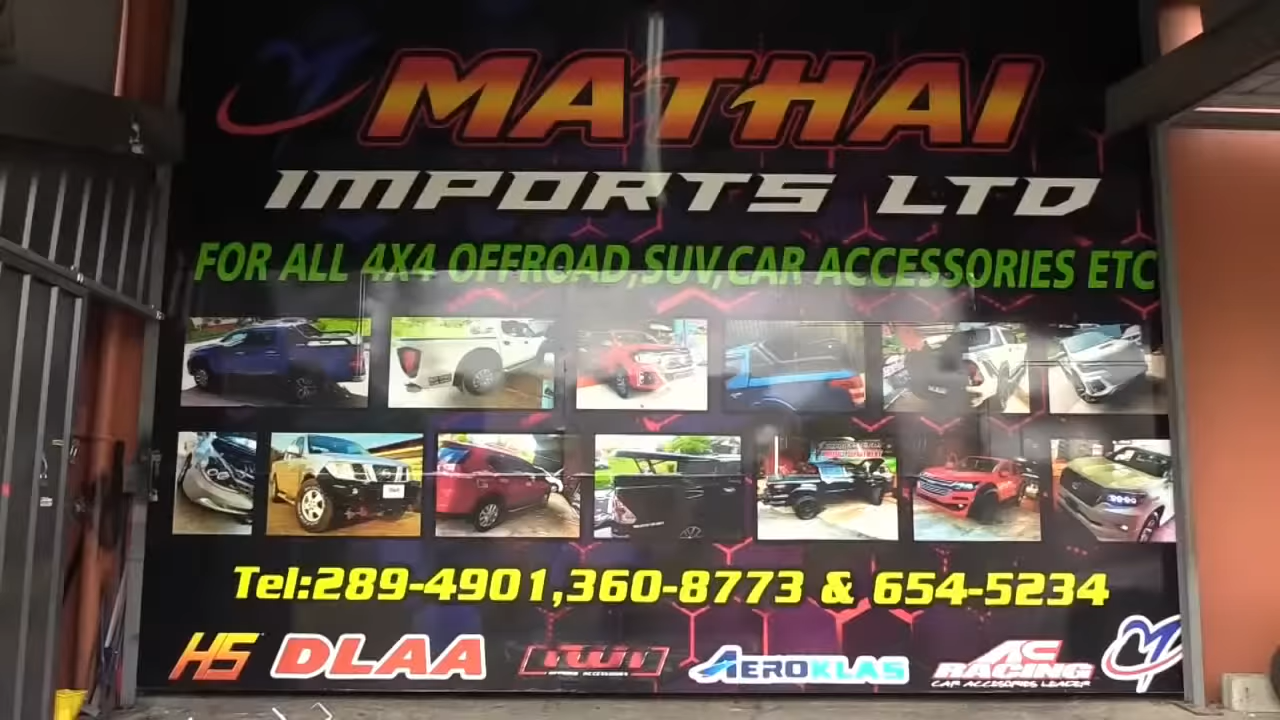 MATHAI
IMPORTS LTD
FOR ALL 4X4 OFFROAD,SUV,CAR ACCESSORIES ETC
Tel:289-4901,360-8773 & 654-5234
HS DLAA TWT AEROKLAS AC RACING
CAR ACCESSORIES LEADER